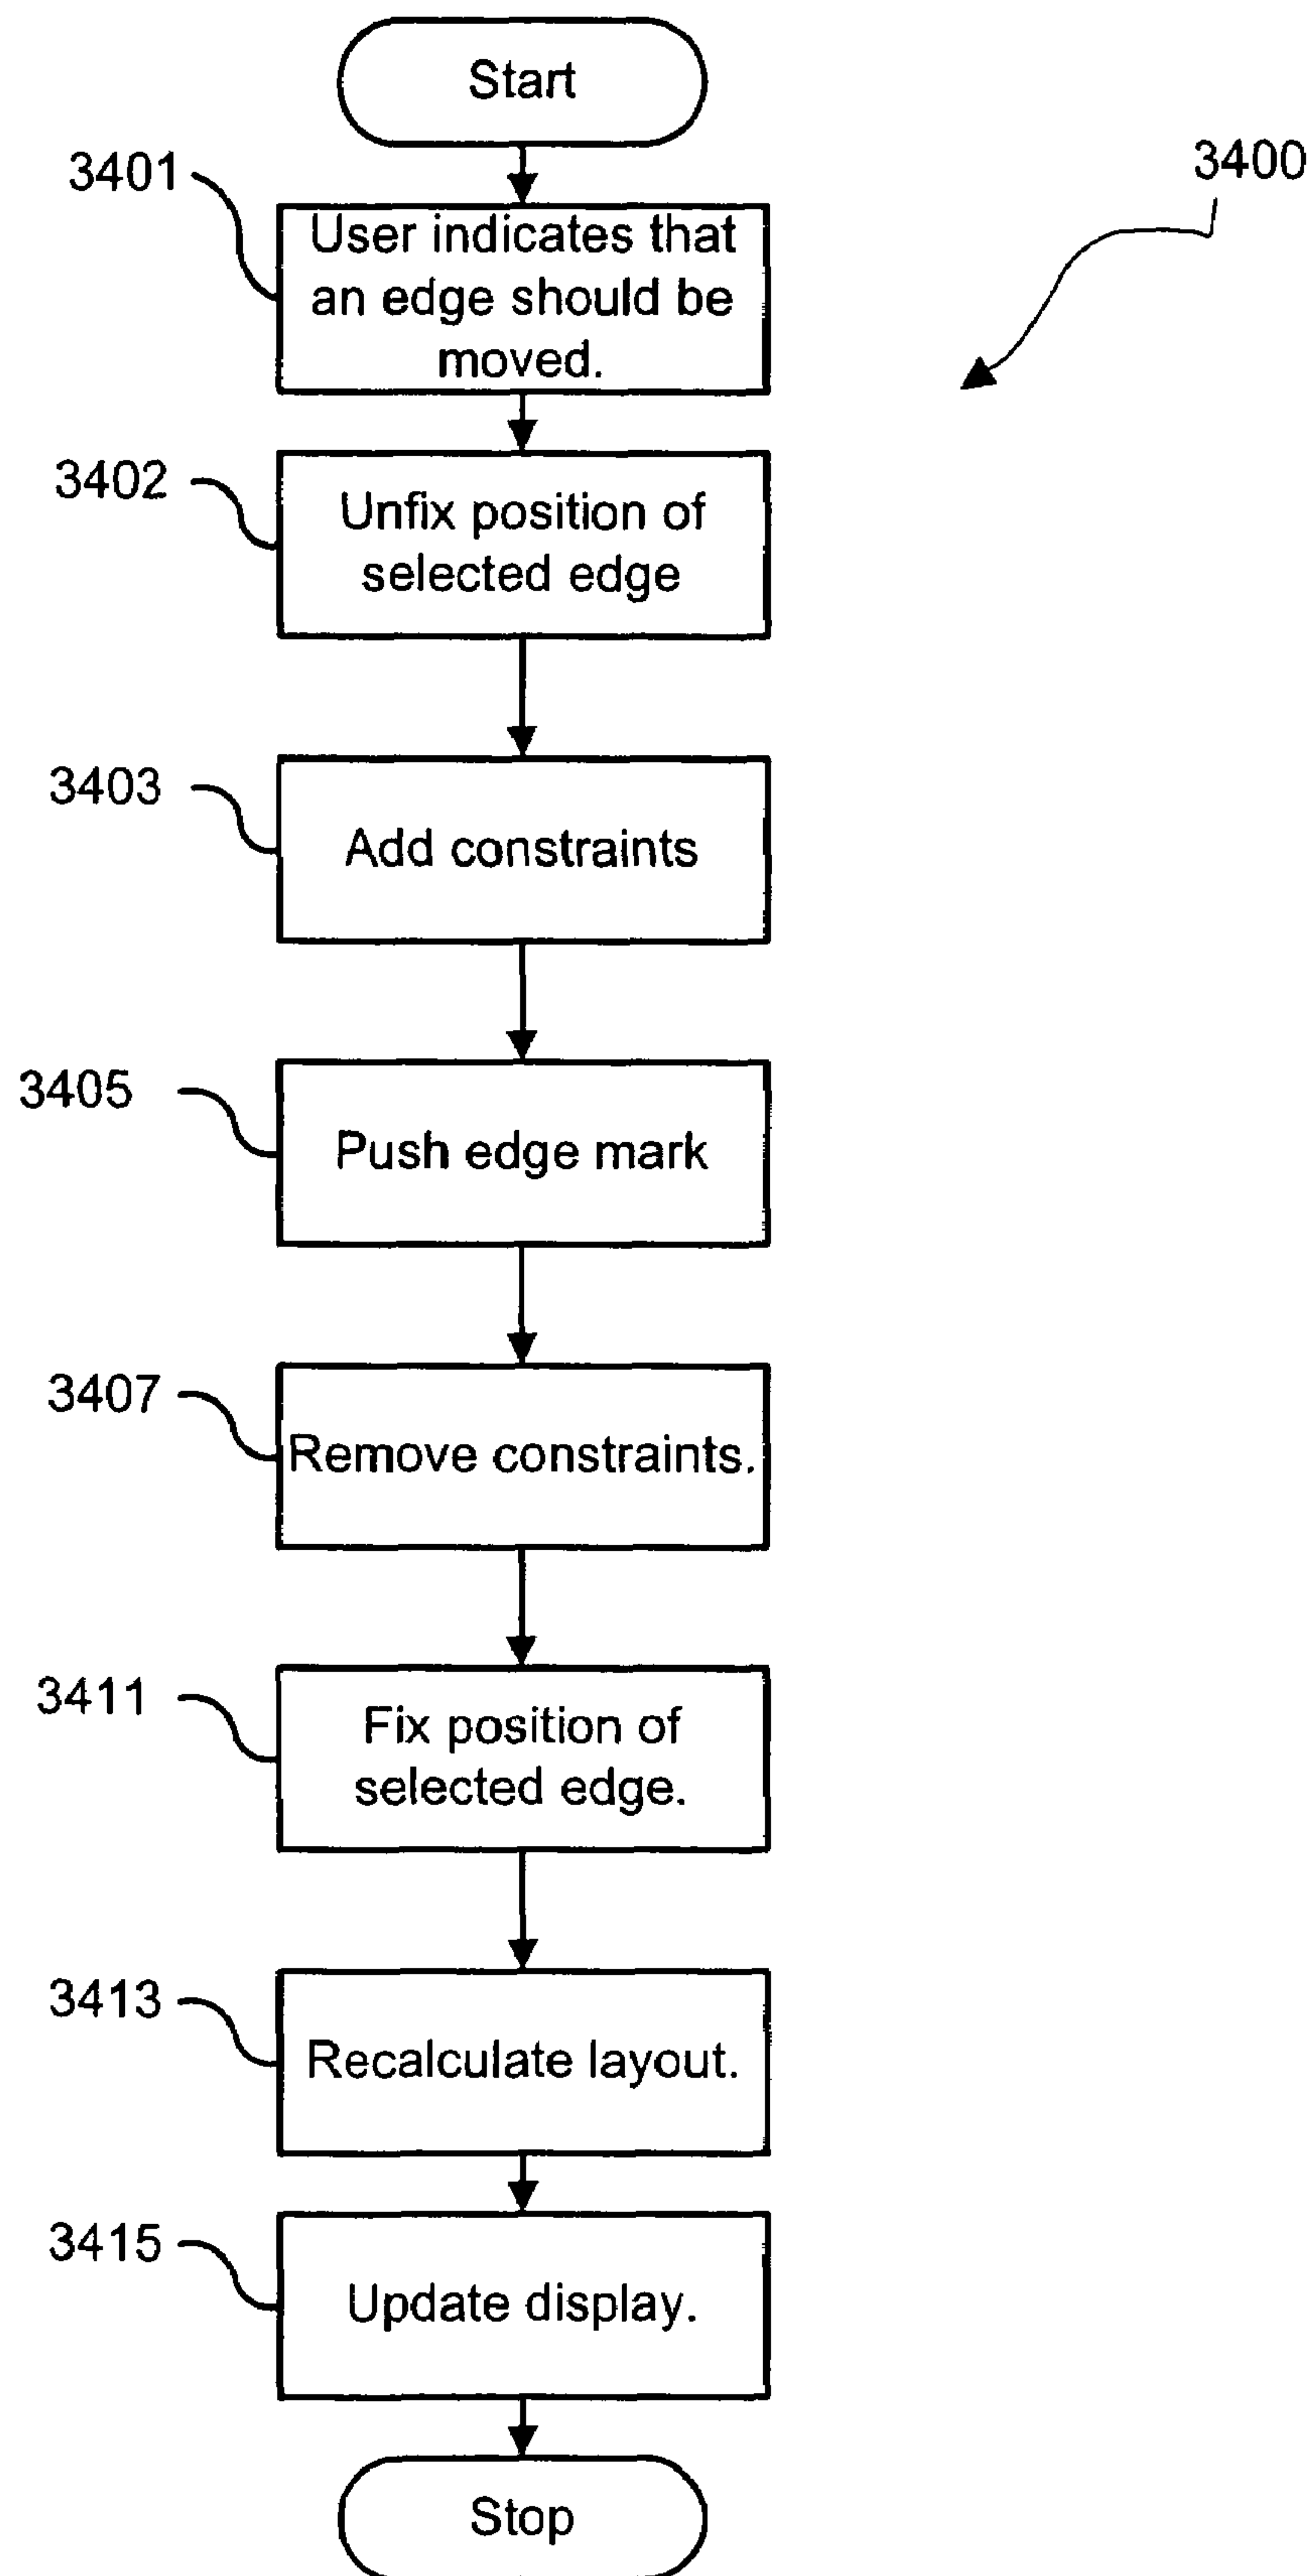 Start
3401
3400
User indicates that
an edge should be
moved.
3402
Unfix position of
selected edge
3403
Add constraints
3405
Push edge mark
3407
Remove constraints.
3411
Fix position of
selected edge.
3413
Recalculate layout.
3415
Update display.
Stop